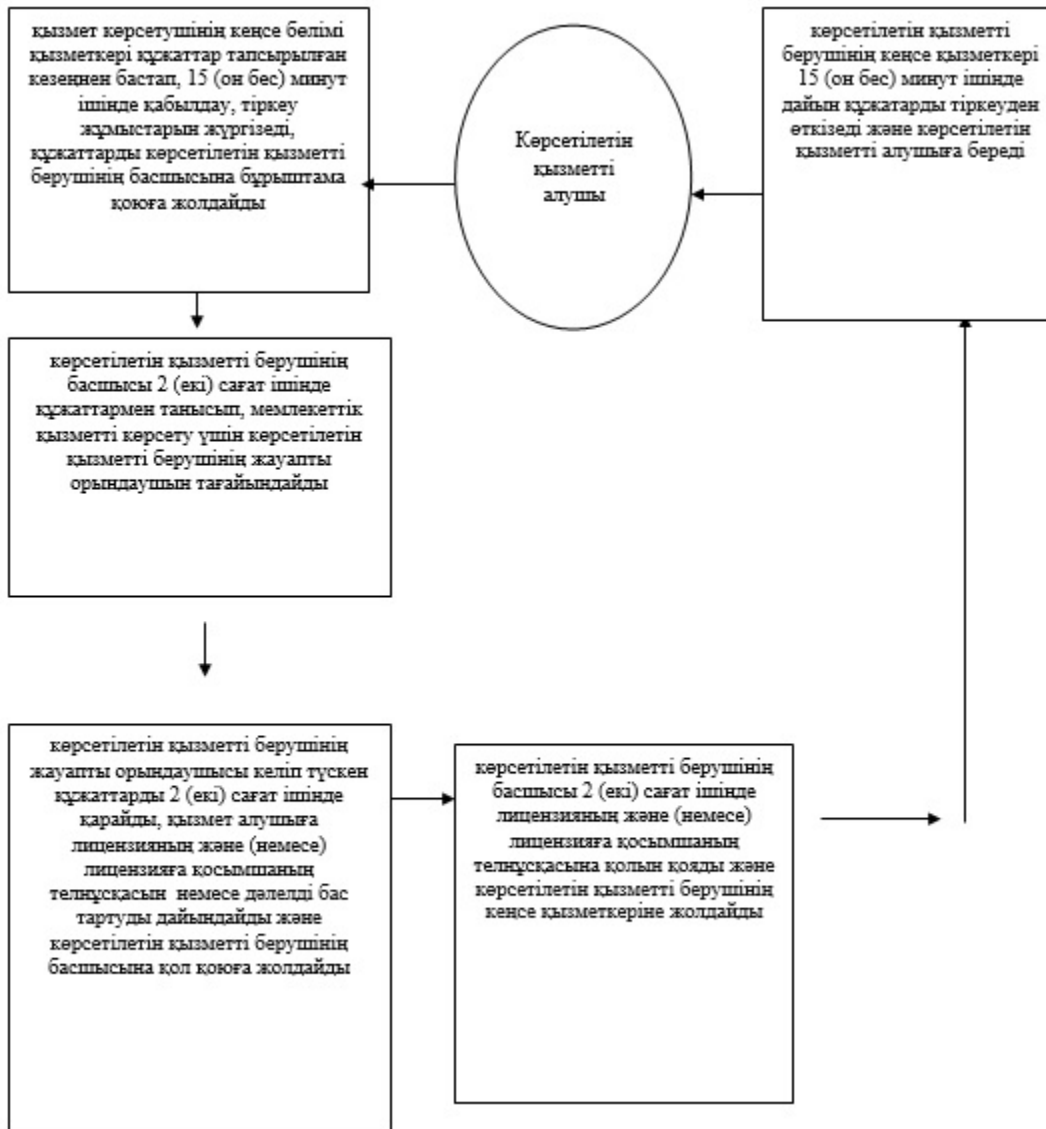 қызмет көрсетушінің кеңсе бөлімі
қызметкері құжаттар тапсырылған
кезеңнен бастап, 15 (он бес) минут
ішінде қабылдау, тіркеу
жұмыстарын жүргізеді,
құжаттарды көрсетілетін қызметті
берушінің басшысына бұрыштама
қоюға жолдайды
Көрсетілетін
қызметті
алушы
көрсетілетін қызметті
берушінің кеңсе қызметкері
15 (он бес) минут ішінде
дайын құжатарды тіркеуден
өткізеді және көрсетілетін
қызметті алушыға береді
көрсетілетін қызметті берушінің
басшысы 2 (екі) сағат ішінде
құжаттармен танысып, мемлекеттік
қызметті көрсету үшін көрсетілетін
қызметті берушінің жауапты
орындаушын тағайындайды
көрсетілетін қызметті берушінің
жауапты орындаушысы келіп түскен
құжаттарды 2 (екі) сағат ішінде
қарайды, қызмет алушыға
лицензияның және (немесе)
лицензияға қосымшаның
телнұсқасын немесе дәлелді бас
тартуды дайындайды және
көрсетілетін қызметті берушінің
басшысына қол қоюға жолдайды
көрсетілетін қызметті берушінің
басшысы 2 (екі) сағат ішінде
лицензияның және (немесе)
лицензияға қосымшаның
телнұсқасына қолын қояды және
көрсетілетін қызметті берушінің
кеңсе қызметкеріне жолдайды